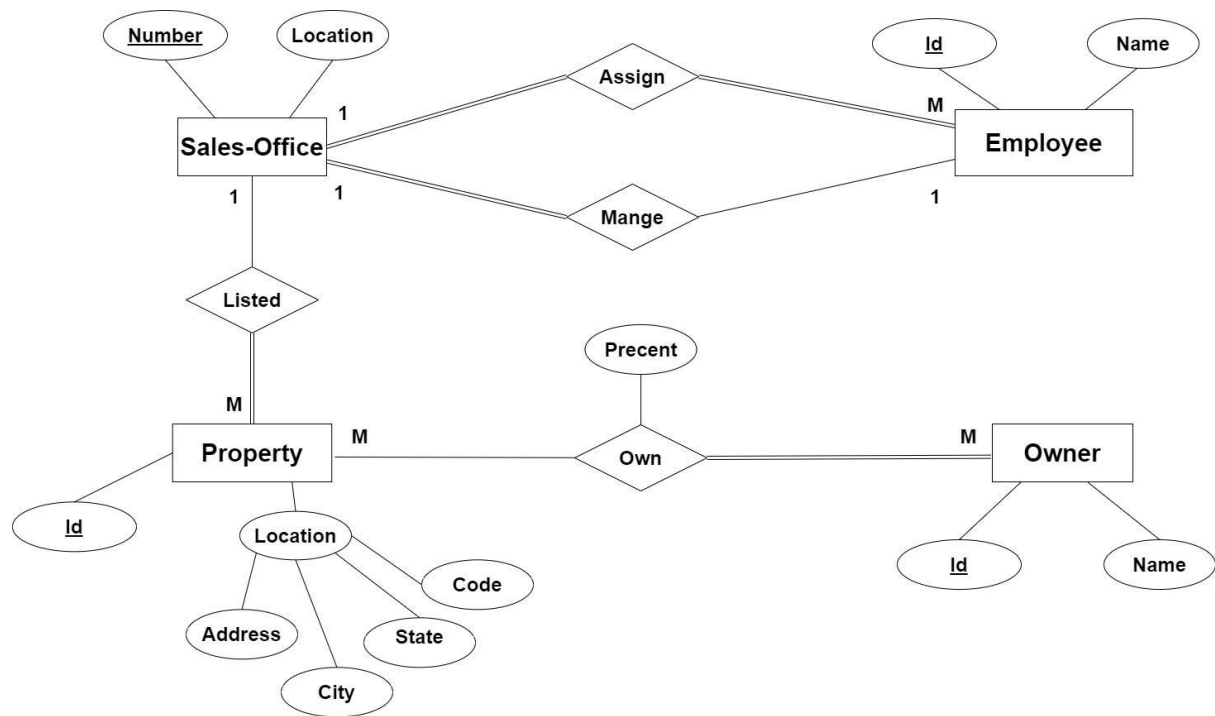 Number
Location
Assign
Id
Name
1
M
Sales-Office
Employee
1
1
Mange
1
Listed
Precent
M
Property
M
Own
M
Owner
Id
Location
Code
Address
State
City
Id
Name